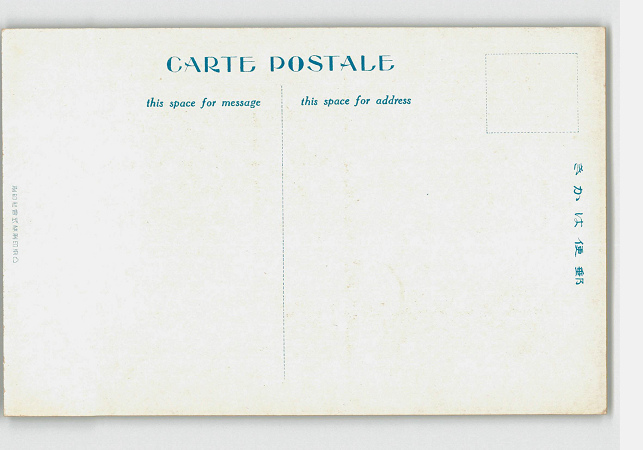 CARTE POSTALE
this space for message
this space for address
きかは便郵